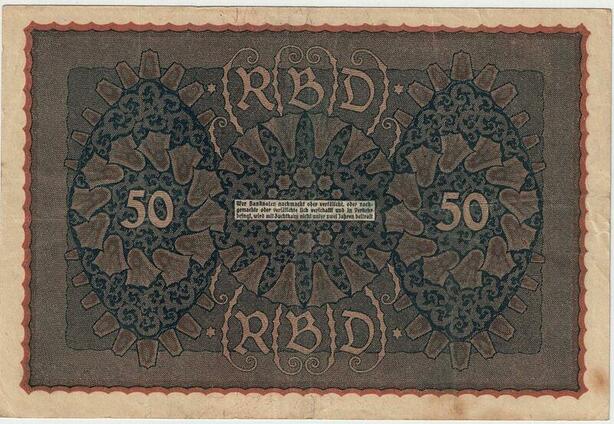 RBD
50
Wer Banknoten nachmacht oder verfälscht, oder nach-
gemachte oder verfälschte sich verschafft und in Verkehr
bringt, wird mit Zuchthaus nicht unter zwei Jahren bestraft
50
RBD